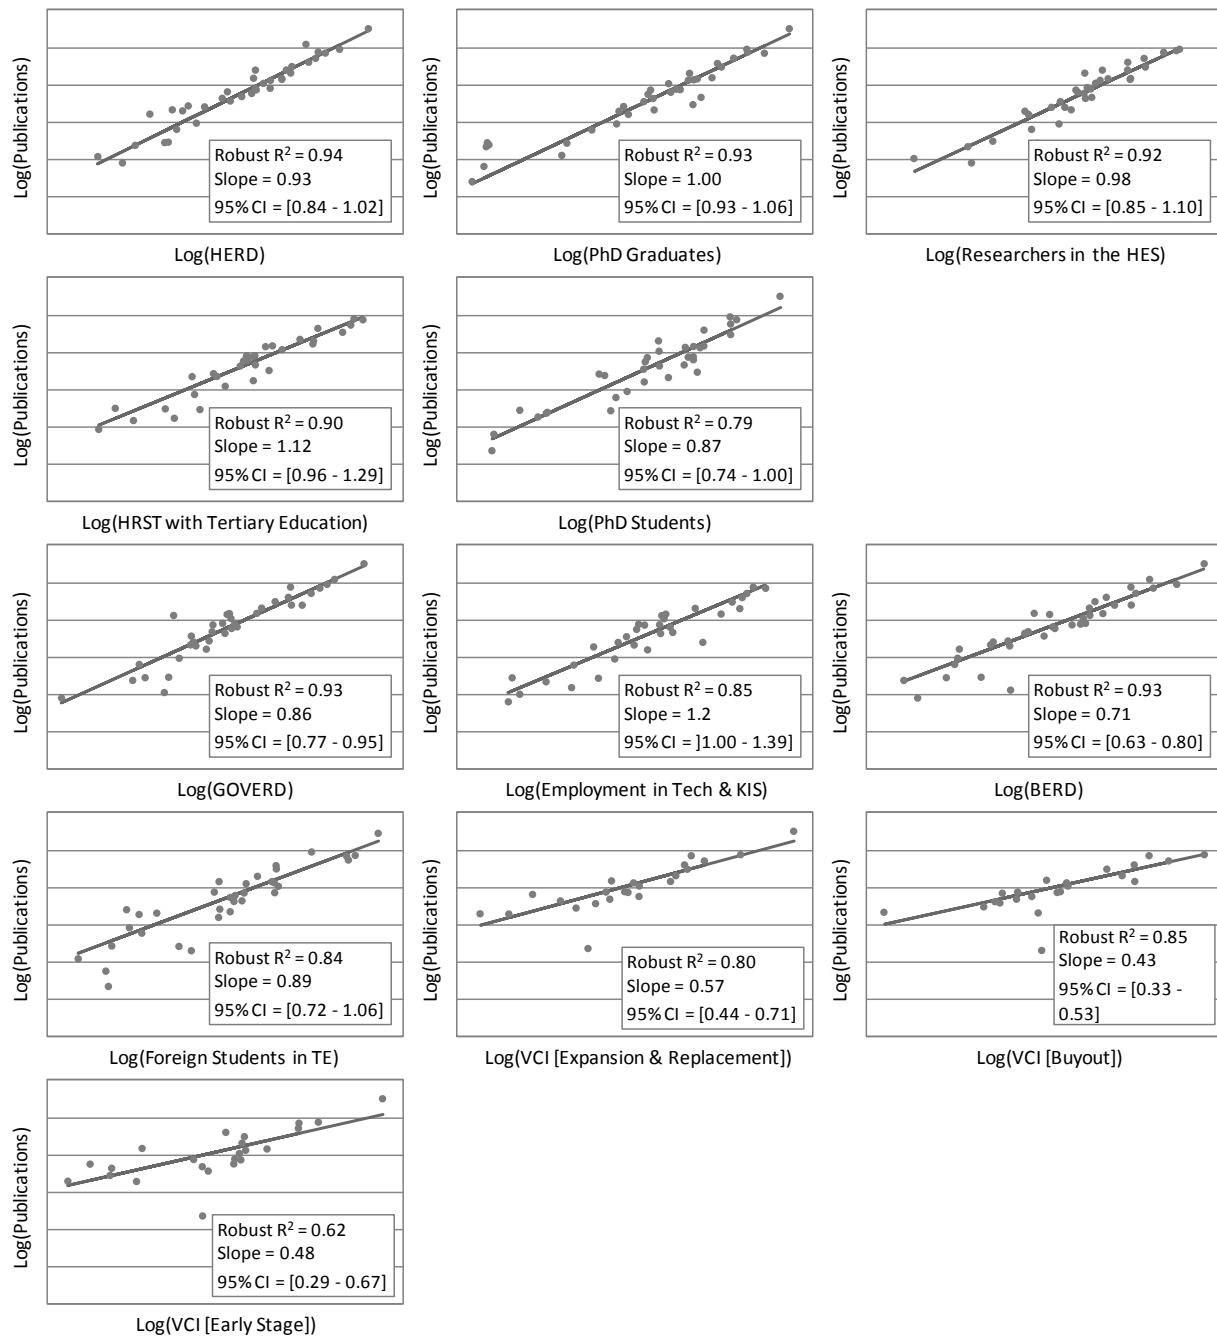 Log(Publications)
Robust R² = 0.94
Slope = 0.93
95% CI = [0.84 - 1.02]
Log(HERD)
Log(Publications)
Robust R² = 0.93
Slope = 1.00
95% CI = [0.93 - 1.06]
Log(PhD Graduates)
Log(Publications)
Robust R² = 0.92
Slope = 0.98
95% CI = [0.85 - 1.10]
Log(Researchers in the HES)
Log(Publications)
Robust R² = 0.90
Slope = 1.12
95% CI = [0.96 - 1.29]
Log(HRST with Tertiary Education)
Log(Publications)
Robust R² = 0.79
Slope = 0.87
95% CI = [0.74 - 1.00]
Log(PhD Students)
Log(Publications)
Robust R² = 0.93
Slope = 0.86
95% CI = [0.77 - 0.95]
Log(GOVERD)
Log(Publications)
Robust R² = 0.85
Slope = 1.2
95% CI = ]1.00 - 1.39]
Log(Employment in Tech & KIS)
Log(Publications)
Robust R² = 0.93
Slope = 0.71
95% CI = [0.63 - 0.80]
Log(BERD)
Log(Publications)
Robust R² = 0.84
Slope = 0.89
95% CI = [0.72 - 1.06]
Log(Foreign Students in TE)
Log(Publications)
Robust R² = 0.80
Slope = 0.57
95% CI = [0.44 - 0.71]
Log(VCI [Expansion & Replacement])
Log(Publications)
Robust R² = 0.85
Slope = 0.43
95% CI = [0.33 -
0.53]
Log(VCI [Buyout])
Log(Publications)
Robust R² = 0.62
Slope = 0.48
95% CI = [0.29 - 0.67]
Log(VCI [Early Stage])